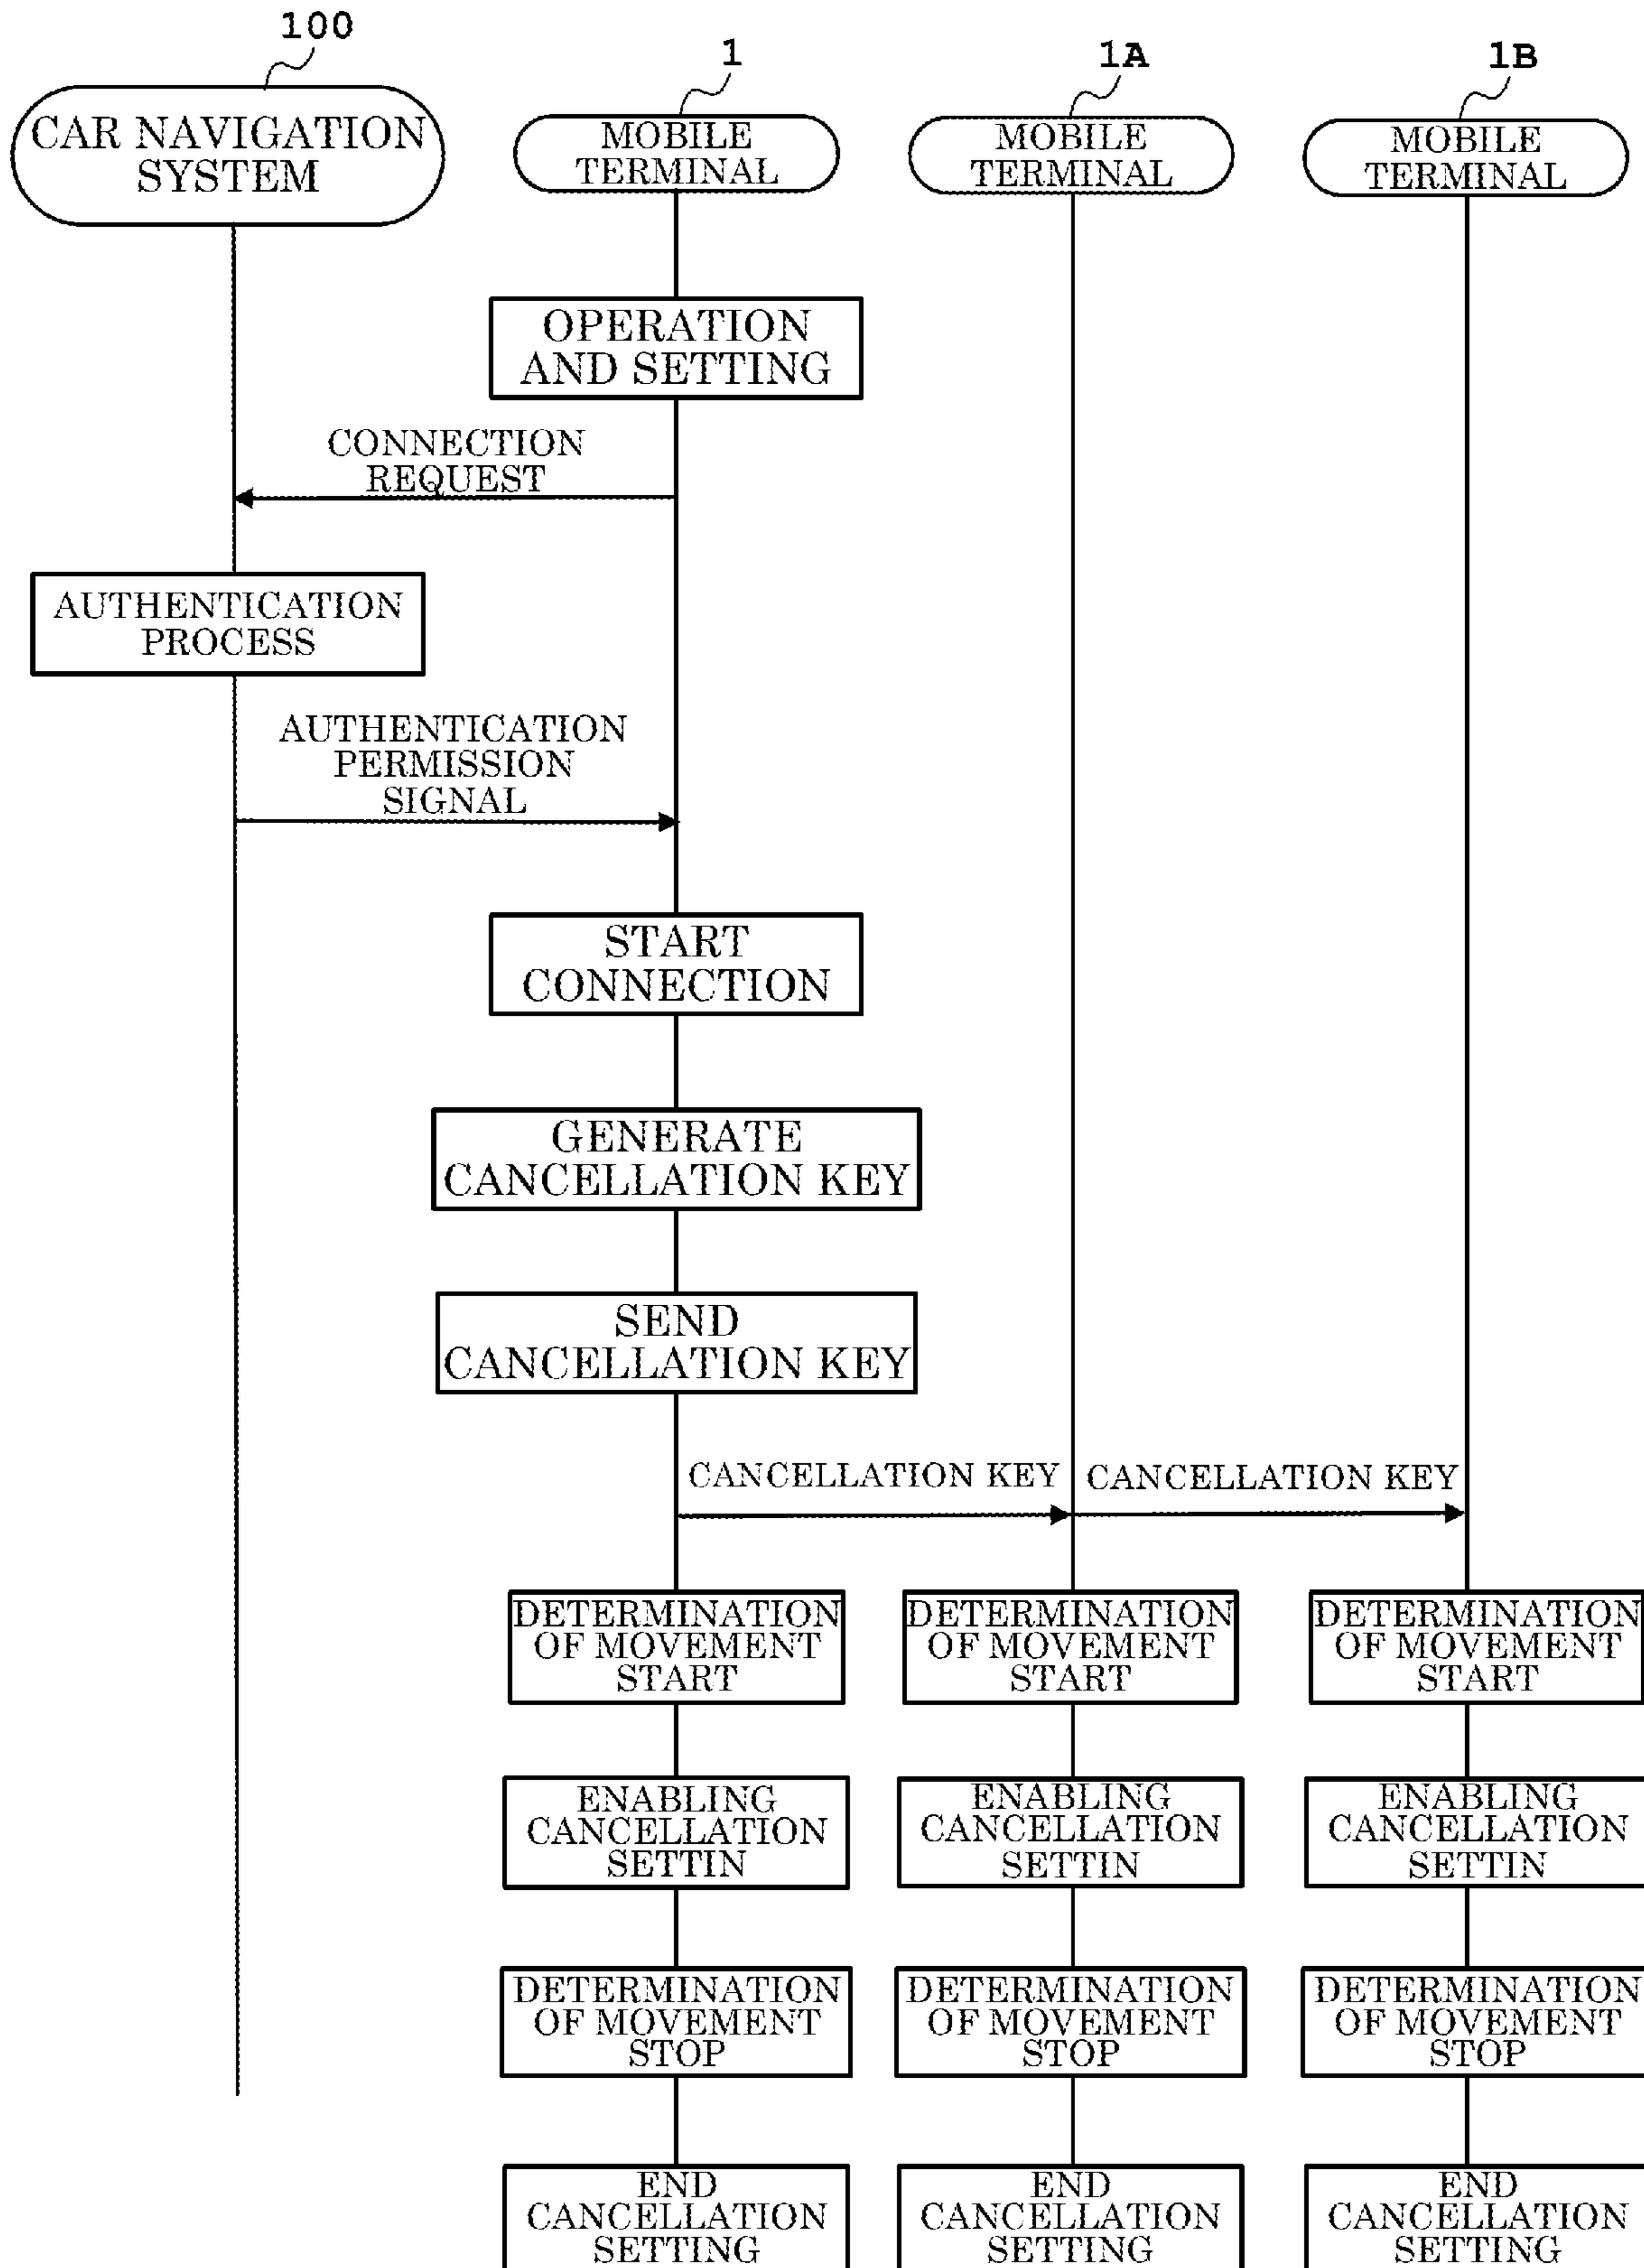 100
1
1A
1B
CAR NAVIGATION
SYSTEM
MOBILE
TERMINAL
MOBILE
TERMINAL
MOBILE
TERMINAL
OPERATION
AND SETTING
CONNECTION
REQUEST
AUTHENTICATION
PROCESS
AUTHENTICATION
PERMISSION
SIGNAL
START
CONNECTION
GENERATE
CANCELLATION KEY
SEND
CANCELLATION KEY
CANCELLATION KEY
CANCELLATION KEY
DETERMINATION
OF MOVEMENT
START
DETERMINATION
OF MOVEMENT
START
DETERMINATION
OF MOVEMENT
START
ENABLING
CANCELLATION
SETTIN
ENABLING
CANCELLATION
SETTIN
ENABLING
CANCELLATION
SETTIN
DETERMINATION
OF MOVEMENT
STOP
DETERMINATION
OF MOVEMENT
STOP
DETERMINATION
OF MOVEMENT
STOP
END
CANCELLATION
SETTING
END
CANCELLATION
SETTING
END
CANCELLATION
SETTING